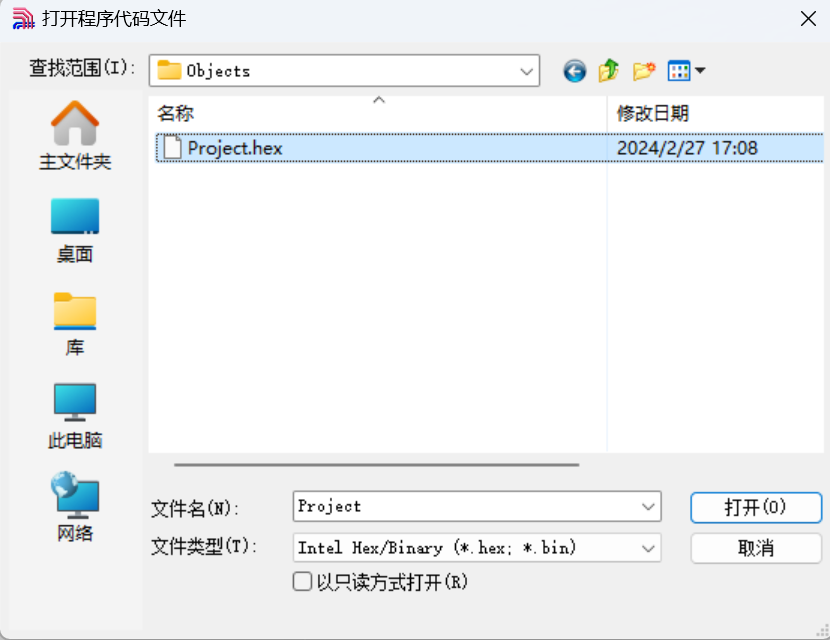 打开程序代码文件
查找范围(I): Objects
名称 修改日期
Project.hex 2024/2/27 17:08
主文件夹
桌面
库
此电脑
网络
文件名(N): Project 打开(O)
文件类型(T): Intel Hex/Binary (*.hex; *.bin) 取消
以只读方式打开(R)